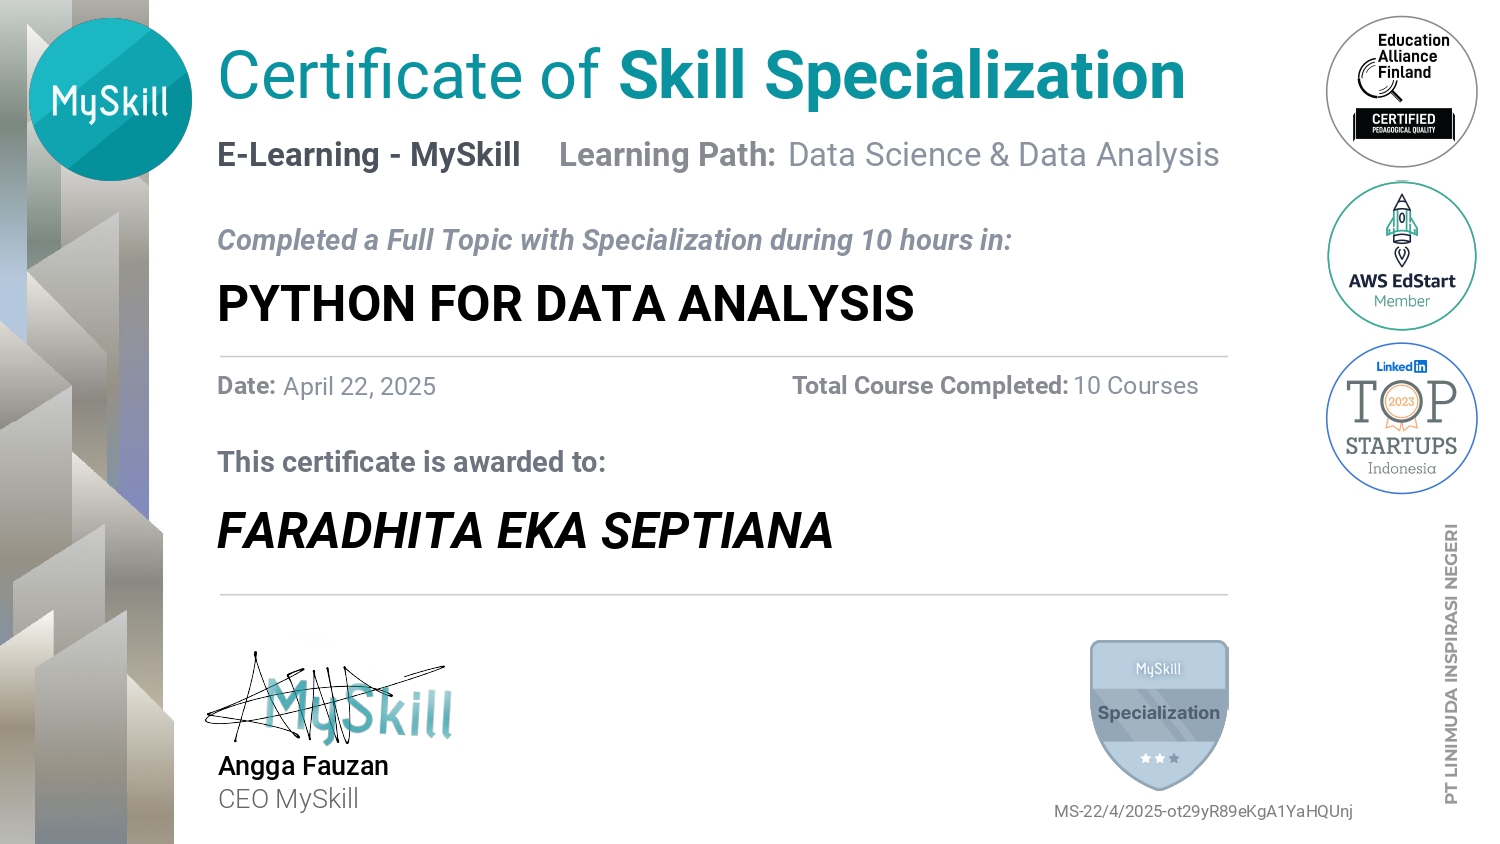 MySkill
Certificate of Skill Specialization
E-Learning - MySkill Learning Path: Data Science & Data Analysis
Completed a Full Topic with Specialization during 10 hours in:
PYTHON FOR DATA ANALYSIS
Date: April 22, 2025 Total Course Completed: 10 Courses
This certificate is awarded to:
FARADHITA EKA SEPTIANA
MySkill
Angga Fauzan
CEO MySkill
MySkill
Specialization
MS-22/4/2025-ot29yR89eKgA1YaHQUnj
Education
Alliance
Finland
CERTIFIED
PEDAGOGICAL QUALITY
AWS EdStart
Member
Linked in
TOP
2023
STARTUPS
Indonesia
PT LINIMUDA INSPIRASI NEGERI